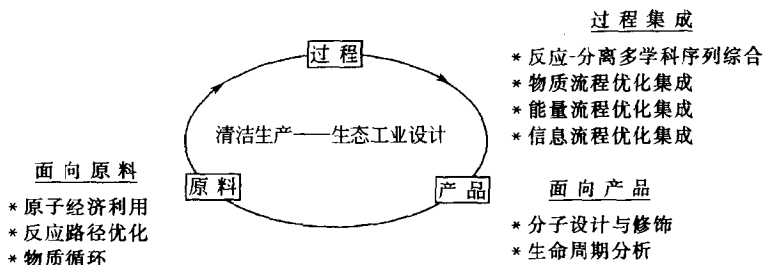 过程集成
* 反应-分离多学科序列综合
* 物质流程优化集成
* 能量流程优化集成
* 信息流程优化集成
过程
清洁生产——生态工业设计
原料
产品
面向原料
* 原子经济利用
* 反应路径优化
* 物质循环
面向产品
* 分子设计与修饰
* 生命周期分析